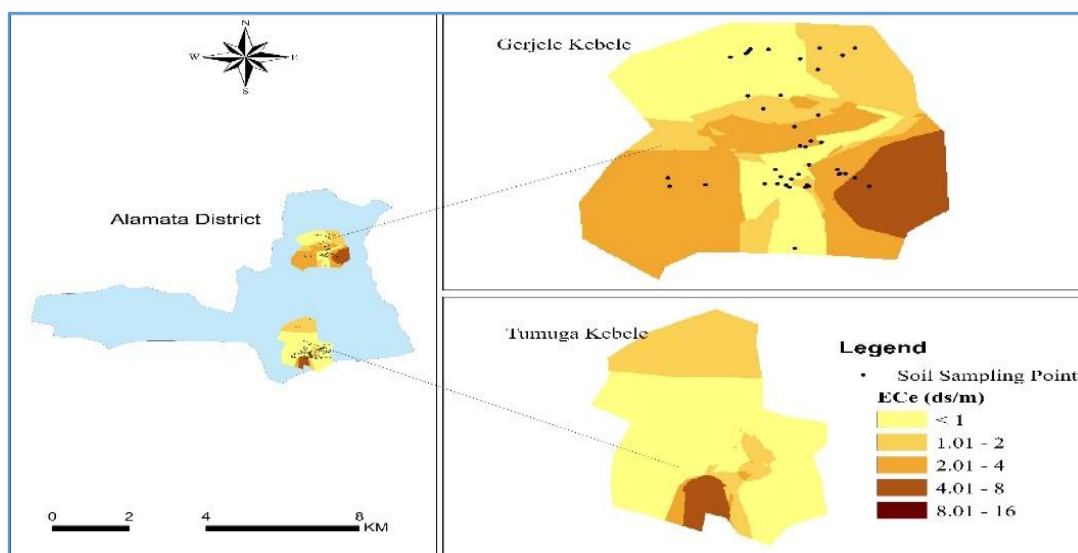 N
W E
S
Alamata District
0 2 4 8
KM
Gerjele Kebele
Tumuga Kebele
Legend
Soil Sampling Point
ECe (ds/m)
< 1
1.01 - 2
2.01 - 4
4.01 - 8
8.01 - 16